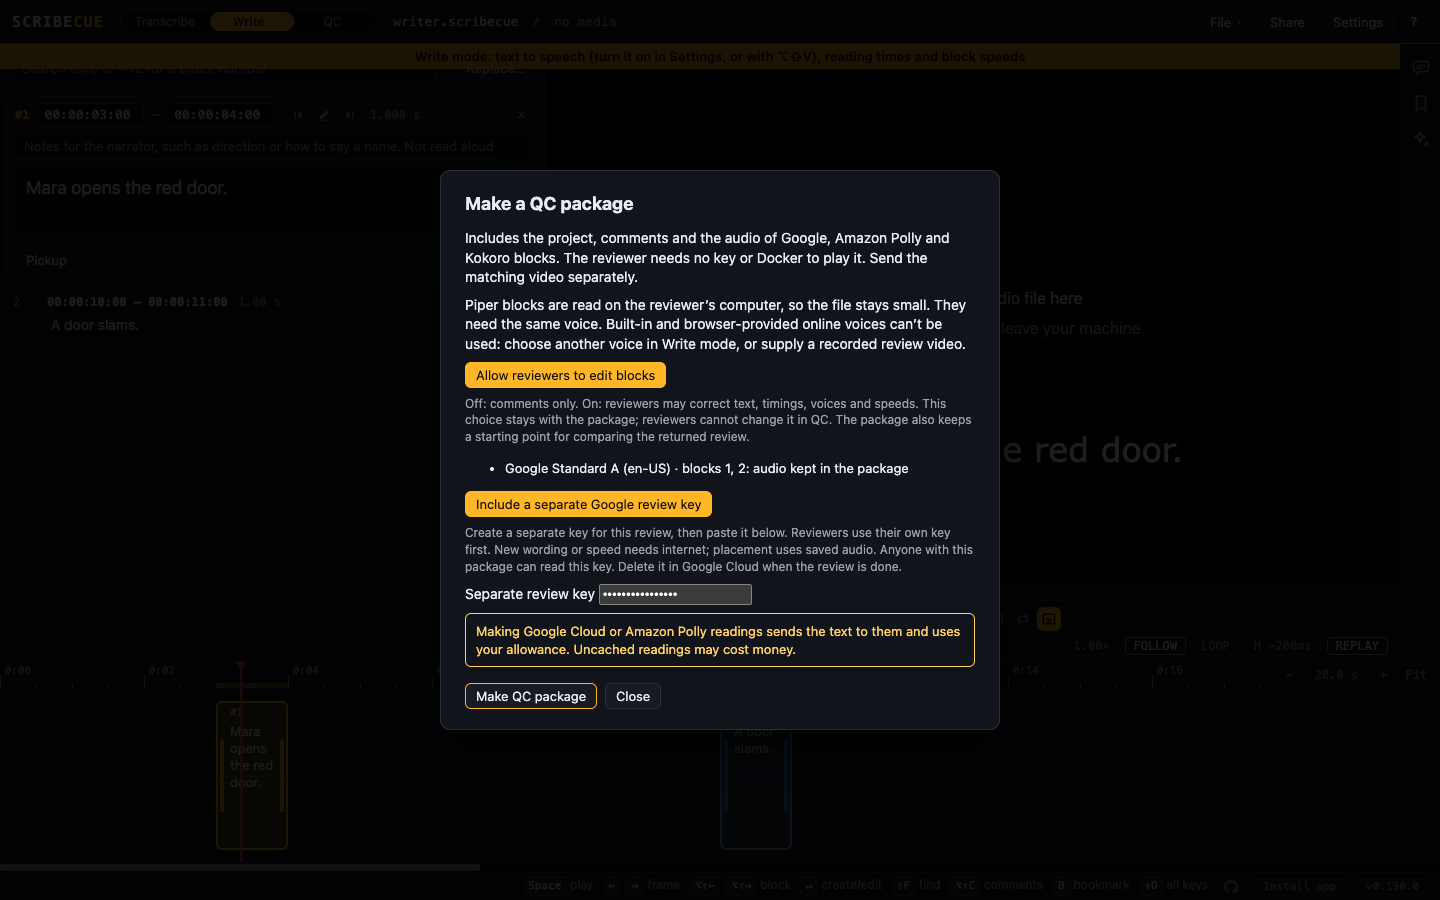 SCRIBECUE Transcribe Write QC writer.scribecue / no media File Share Settings ?
Write mode: text to speech (turn it on in Settings, or with ⌥⇧V), reading times and block speeds
Replace...
#1 00:00:03:00 – 00:00:04:00 1.000 s ×
Notes for the narrator, such as direction or how to say a name. Not read aloud
Mara opens the red door.
Pickup
2 00:00:10:00 – 00:00:11:00 1.00 s
A door slams.
Make a QC package
Includes the project, comments and the audio of Google, Amazon Polly and
Kokoro blocks. The reviewer needs no key or Docker to play it. Send the
matching video separately.
Piper blocks are read on the reviewer’s computer, so the file stays small. They
need the same voice. Built-in and browser-provided online voices can’t be
used: choose another voice in Write mode, or supply a recorded review video.
Allow reviewers to edit blocks
Off: comments only. On: reviewers may correct text, timings, voices and speeds. This
choice stays with the package; reviewers cannot change it in QC. The package also keeps
a starting point for comparing the returned review.
• Google Standard A (en-US) · blocks 1, 2: audio kept in the package
Include a separate Google review key
Create a separate key for this review, then paste it below. Reviewers use their own key
first. New wording or speed needs internet; placement uses saved audio. Anyone with this
package can read this key. Delete it in Google Cloud when the review is done.
Separate review key ••••••••••••••••
Making Google Cloud or Amazon Polly readings sends the text to them and uses
your allowance. Uncached readings may cost money.
Make QC package Close
dio file here
leave your machine
e red door.
1.00× FOLLOW LOOP H −200ms REPLAY
0:00 0:02 0:04 0:14 0:16 − 20.0 s + Fit
#1
Mara
opens
the red
door.
A door
slams.
Space play ← → frame ⌥⇧← ⌥⇧→ block ↵ create/edit ⇧F find ⌥⇧C comments B bookmark ⇧O all keys Install app v0.130.0